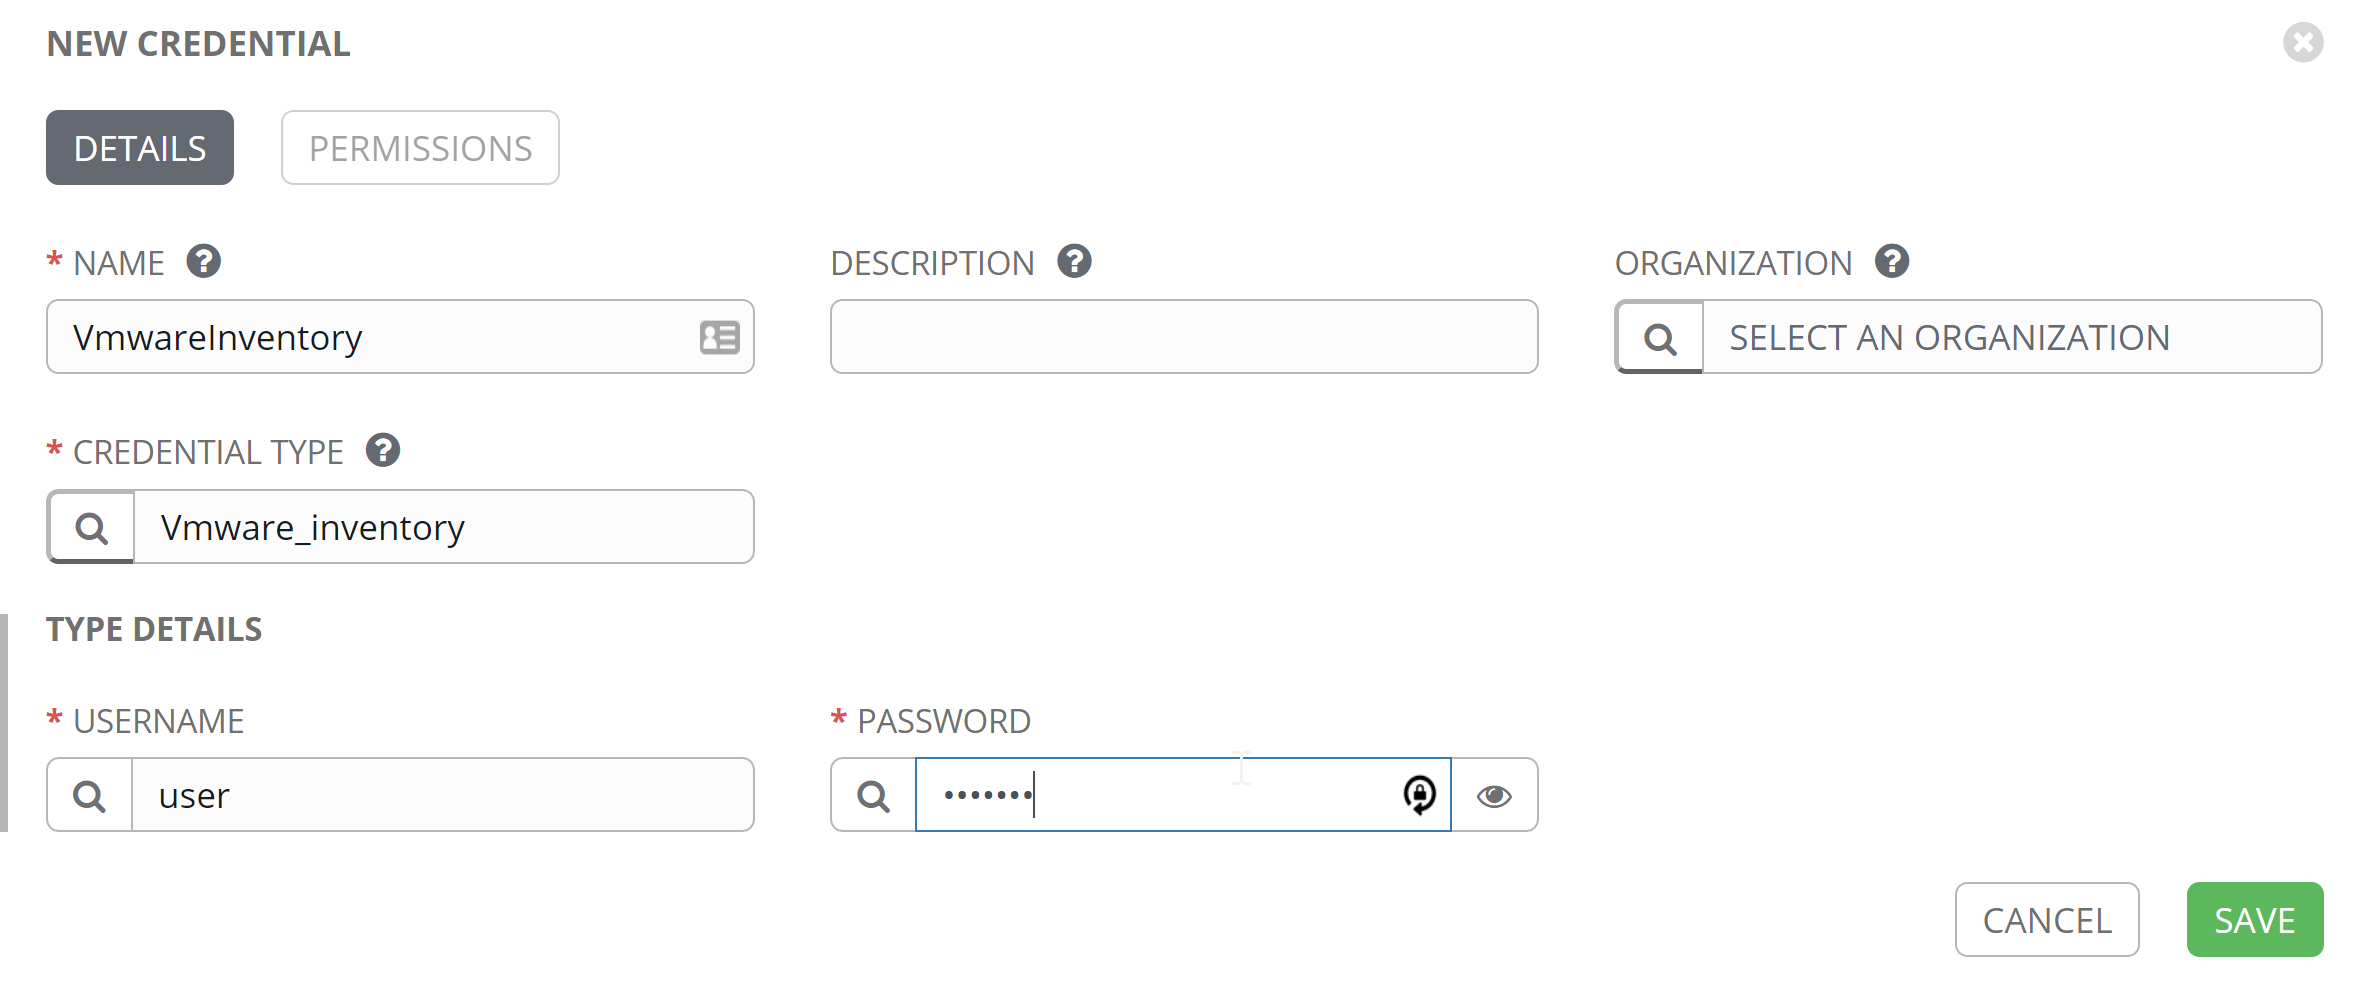 NEW CREDENTIAL
DETAILS PERMISSIONS
* NAME ? DESCRIPTION ? ORGANIZATION ?
VmwareInventory SELECT AN ORGANIZATION
* CREDENTIAL TYPE ?
Vmware_inventory
TYPE DETAILS
* USERNAME * PASSWORD
user •••••••
CANCEL SAVE